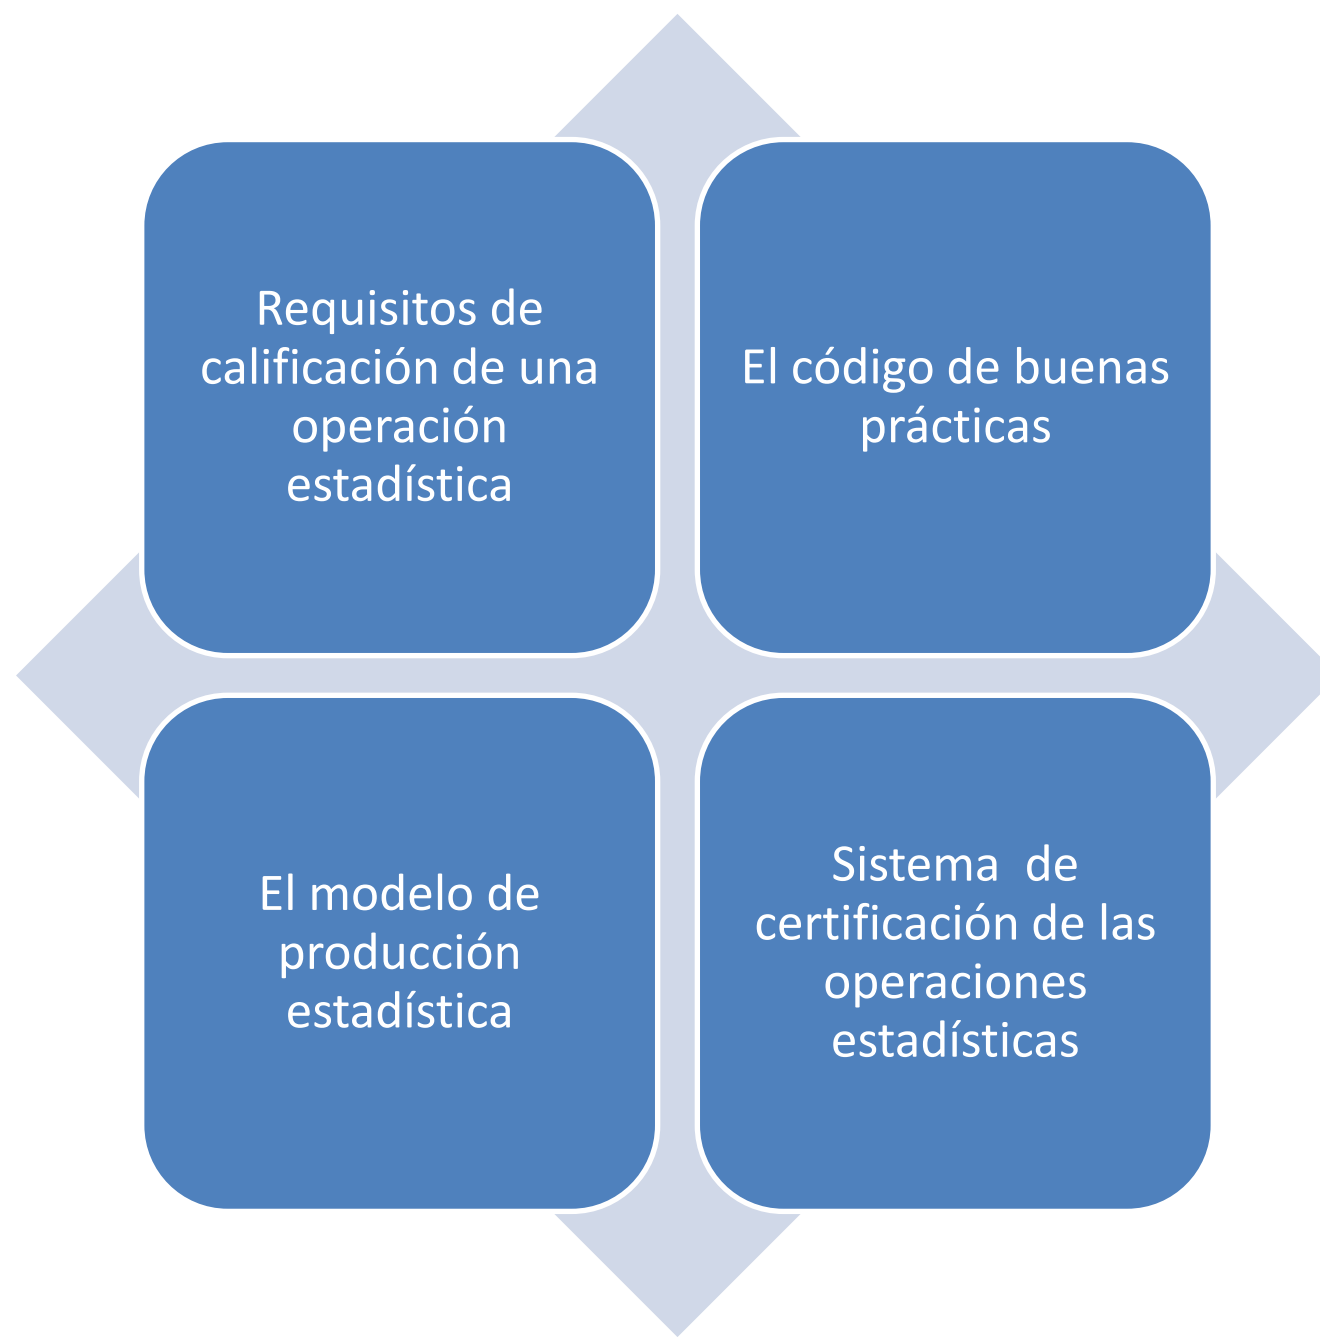 Requisitos de
calificación de una
operación
estadística
El código de buenas
prácticas
El modelo de
producción
estadística
Sistema  de
certificación de las
operaciones
estadísticas